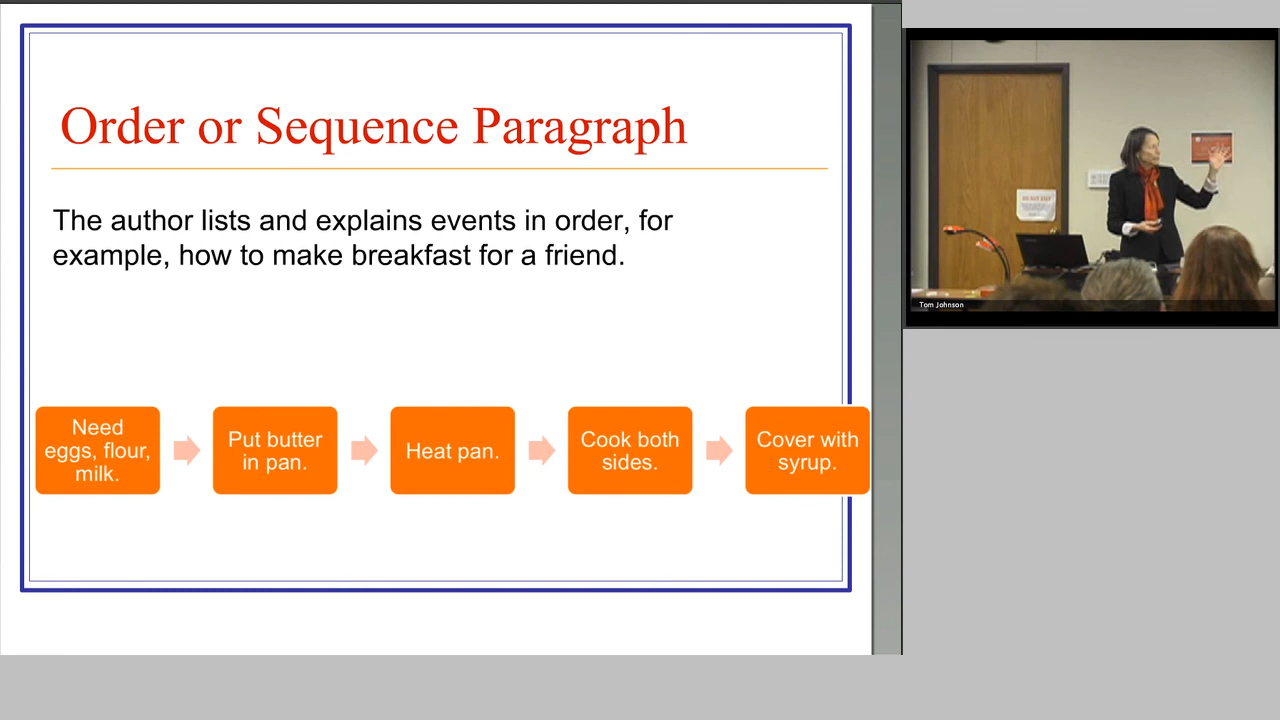 Order or Sequence Paragraph
The author lists and explains events in order, for
example, how to make breakfast for a friend.
Need
eggs, flour,
milk.
Put butter
in pan.
Heat pan.
Cook both
sides.
Cover with
syrup.
Tom Johnson